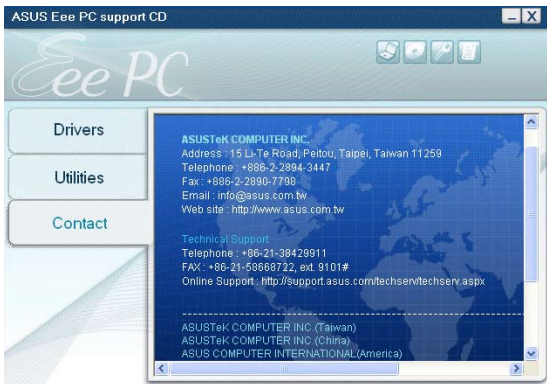 ASUS Eee PC support CD
Eee PC
Drivers
Utilities
Contact
ASUSTeK COMPUTER INC.
Address : 15 Li-Te Road, Peitou, Taipei, Taiwan 11259
Telephone : +886-2-2894-3447
Fax : +886-2-2890-7798
Email : info@asus.com.tw
Web site : http://www.asus.com.tw
Technical Support
Telephone : +86-21-38429911
FAX : +86-21-58668722, ext. 9101#
Online Support : http://support.asus.com/techserv/techserv.aspx
ASUSTeK COMPUTER INC.(Taiwan)
ASUSTeK COMPUTER INC.(China)
ASUS COMPUTER INTERNATIONAL(America)